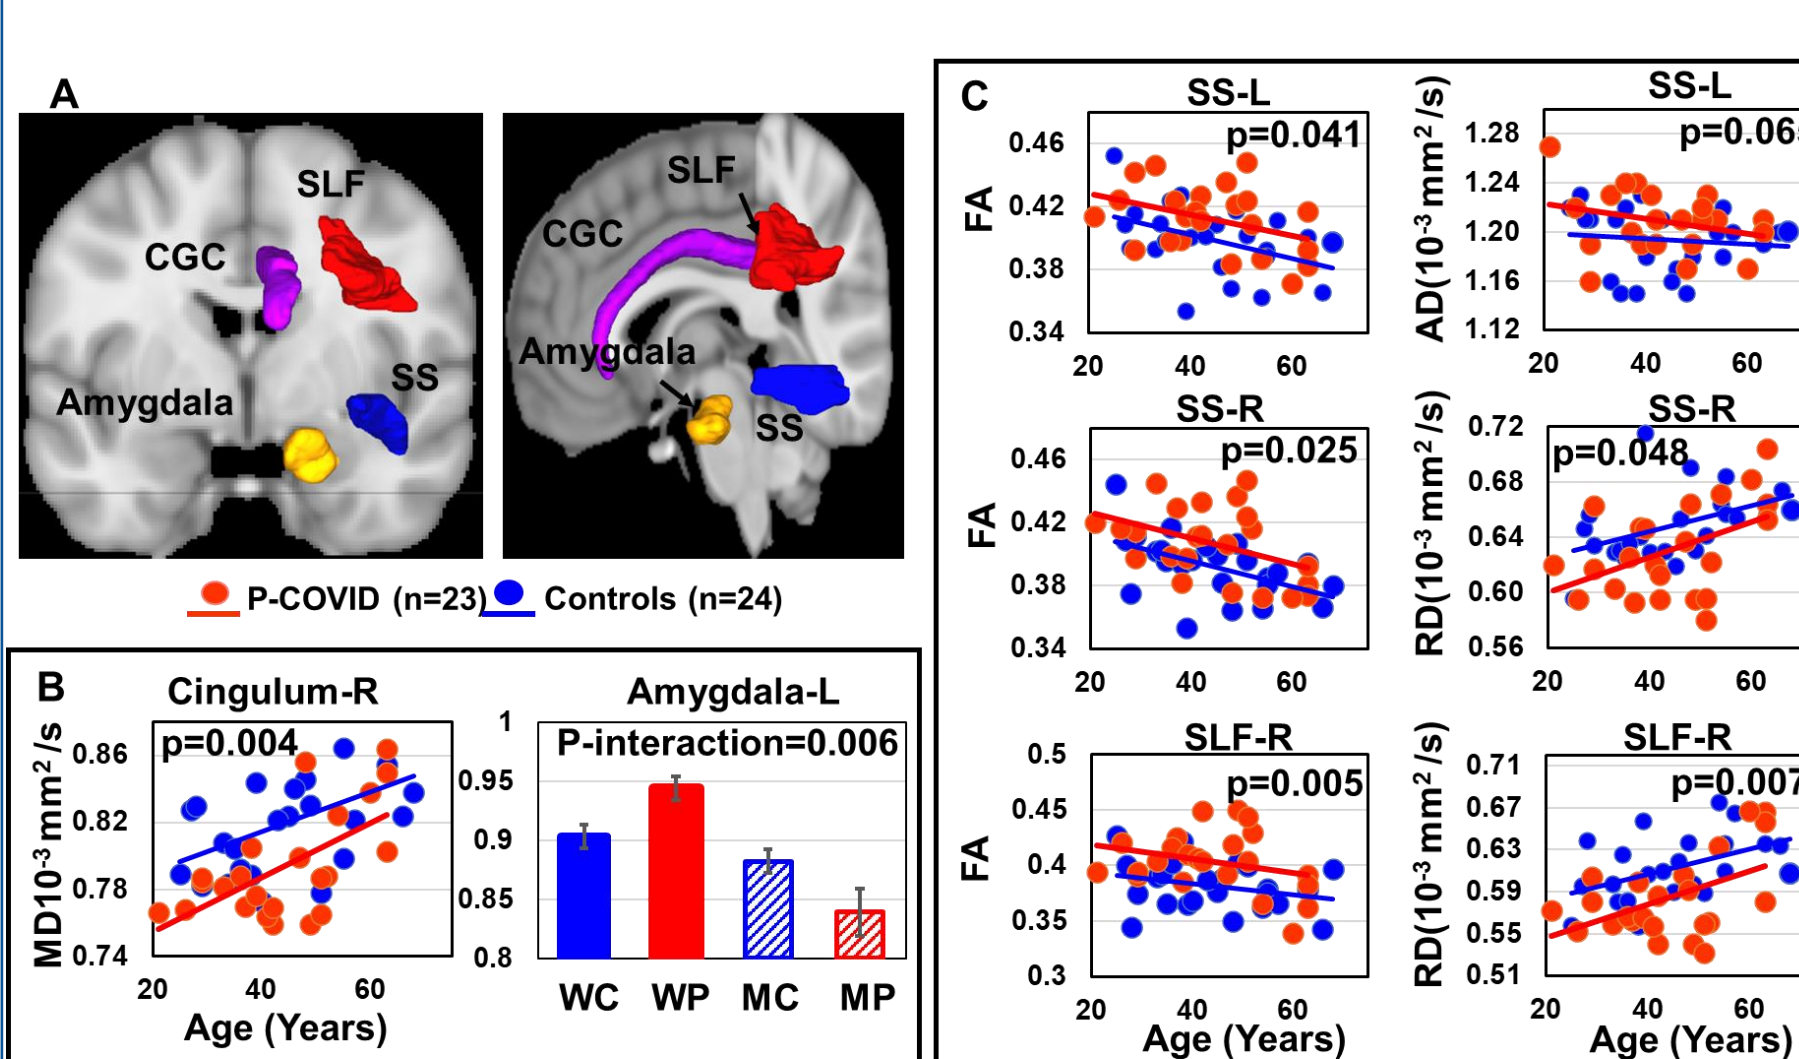 A
SLF
CGC
SS
Amygdala
SLF
CGC
Amygdala
SS
P-COVID (n=23)
Controls (n=24)
B
Cingulum-R
p=0.004
MD10⁻³ mm² /s
0.86
0.82
0.78
0.74
20 40 60
Age (Years)
Amygdala-L
P-interaction=0.006
1
0.95
0.9
0.85
0.8
WC WP MC MP
C
SS-L
p=0.041
FA
0.46
0.42
0.38
0.34
20 40 60
SS-L
p=0.06
AD(10⁻³ mm² /s)
1.28
1.24
1.20
1.16
1.12
20 40 60
SS-R
p=0.025
FA
0.46
0.42
0.38
0.34
20 40 60
SS-R
p=0.048
RD(10⁻³ mm² /s)
0.72
0.68
0.64
0.60
0.56
20 40 60
SLF-R
p=0.005
FA
0.5
0.45
0.4
0.35
0.3
20 40 60
Age (Years)
SLF-R
p=0.007
RD(10⁻³ mm² /s)
0.71
0.67
0.63
0.59
0.55
0.51
20 40 60
Age (Years)